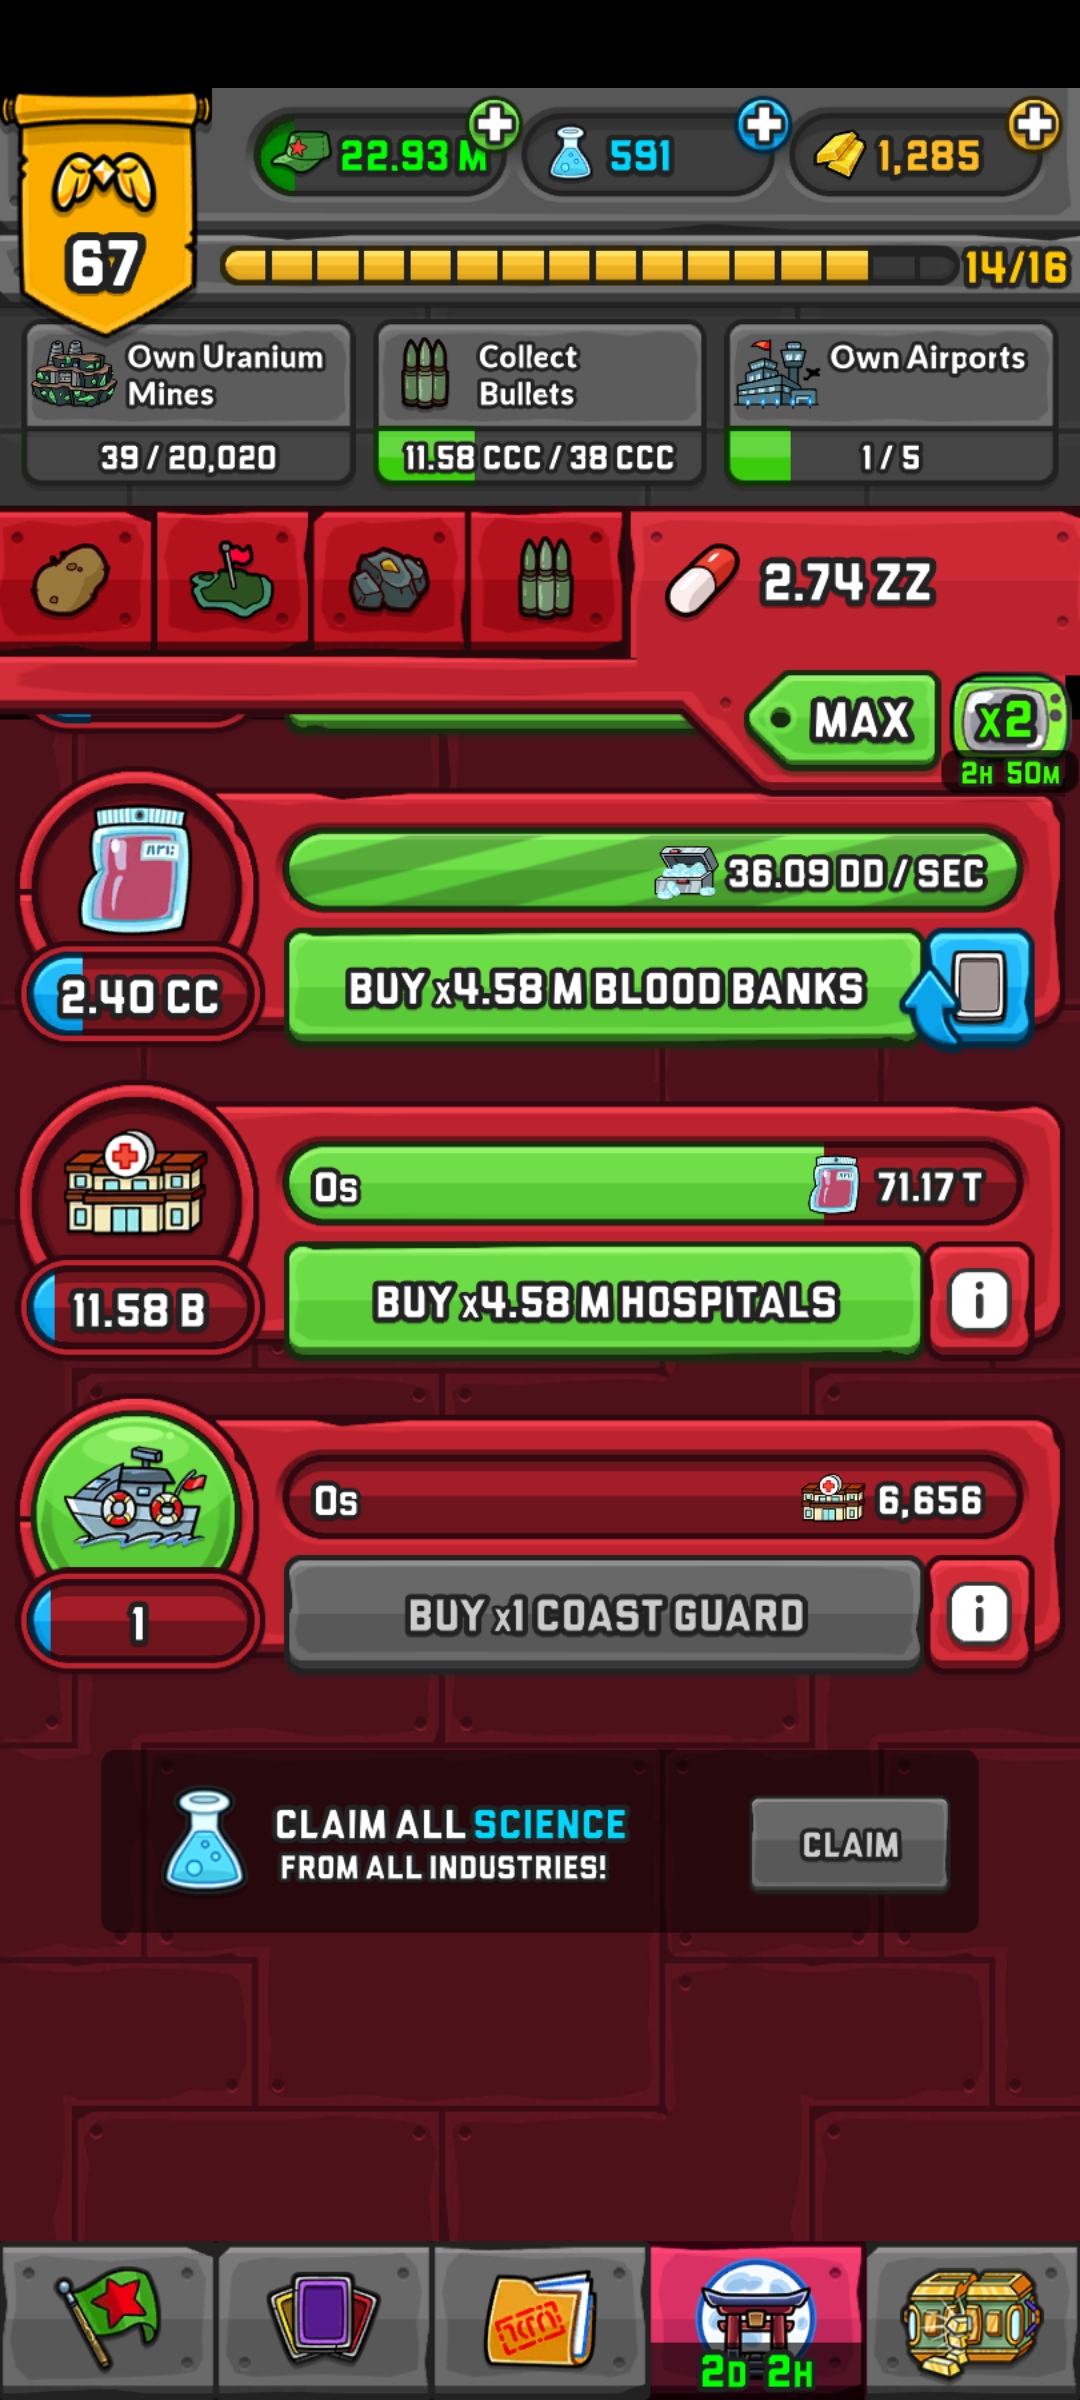 22.93 M
591
1,285
67
14/16
Own Uranium
Mines
39 / 20,020
Collect
Bullets
11.58 CCC / 38 CCC
Own Airports
1 / 5
2.74 ZZ
MAX
x2
2H 50M
36.09 DD / SEC
2.40 CC
BUY x4.58 M BLOOD BANKS
0s
71.17 T
11.58 B
BUY x4.58 M HOSPITALS
i
0s
6,656
1
BUY x1 COAST GUARD
i
CLAIM ALL SCIENCE
FROM ALL INDUSTRIES!
CLAIM
2D 2H